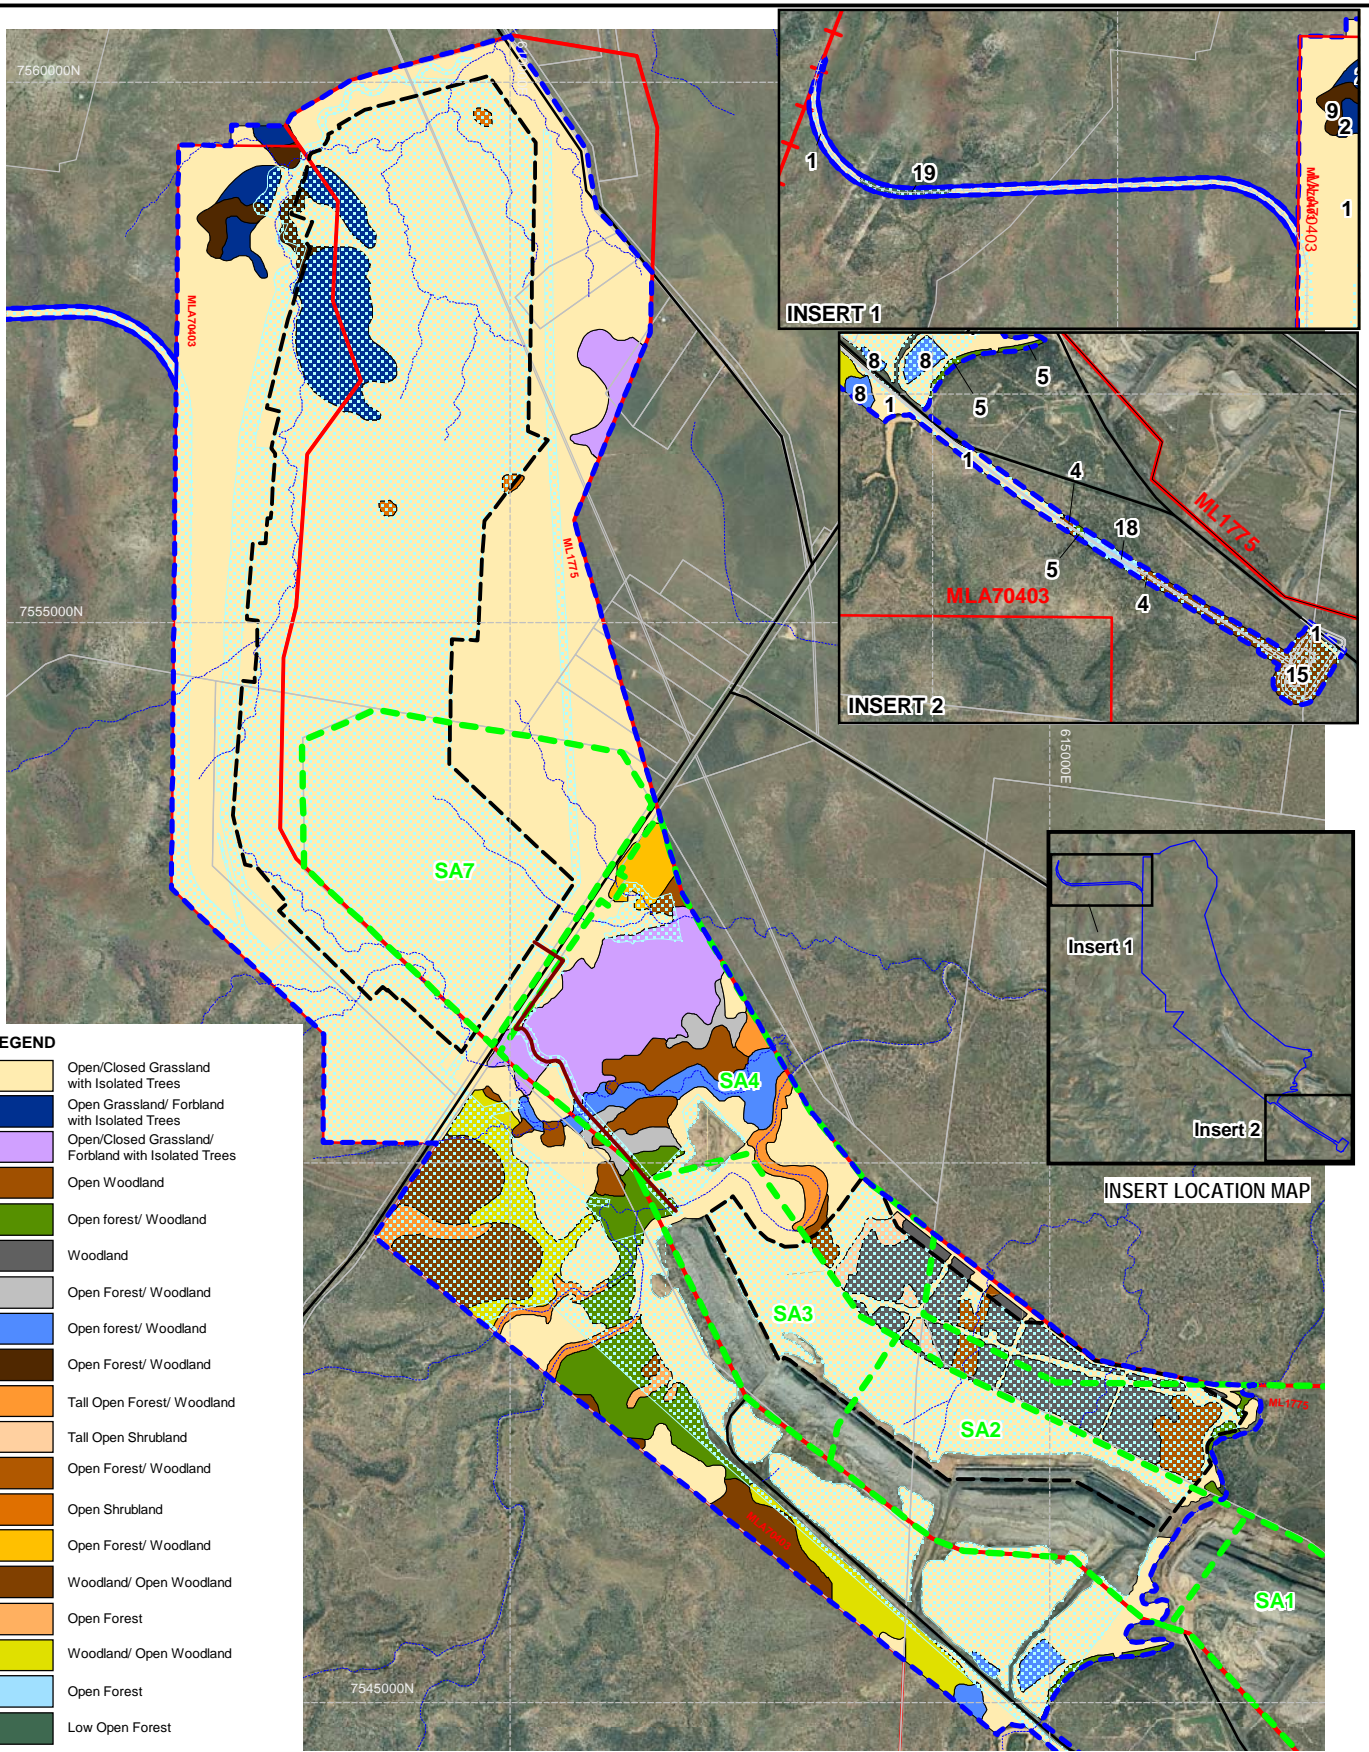 7560000N
MLA70403
7555000N
ML1775
SA7
SA4
SA3
SA2
SA1
ML1775
7545000N
615000E
1
19
9
2
1
MLA70403
INSERT 1
8
8
8
1
5
5
1
4
18
5
4
ML1775
MLA70403
1
15
INSERT 2
Insert 1
Insert 2
INSERT LOCATION MAP
EGEND
Open/Closed Grassland
with Isolated Trees
Open Grassland/ Forbland
with Isolated Trees
Open/Closed Grassland/
Forbland with Isolated Trees
Open Woodland
Open forest/ Woodland
Woodland
Open Forest/ Woodland
Open forest/ Woodland
Open Forest/ Woodland
Tall Open Forest/ Woodland
Tall Open Shrubland
Open Forest/ Woodland
Open Shrubland
Open Forest/ Woodland
Woodland/ Open Woodland
Open Forest
Woodland/ Open Woodland
Open Forest
Low Open Forest